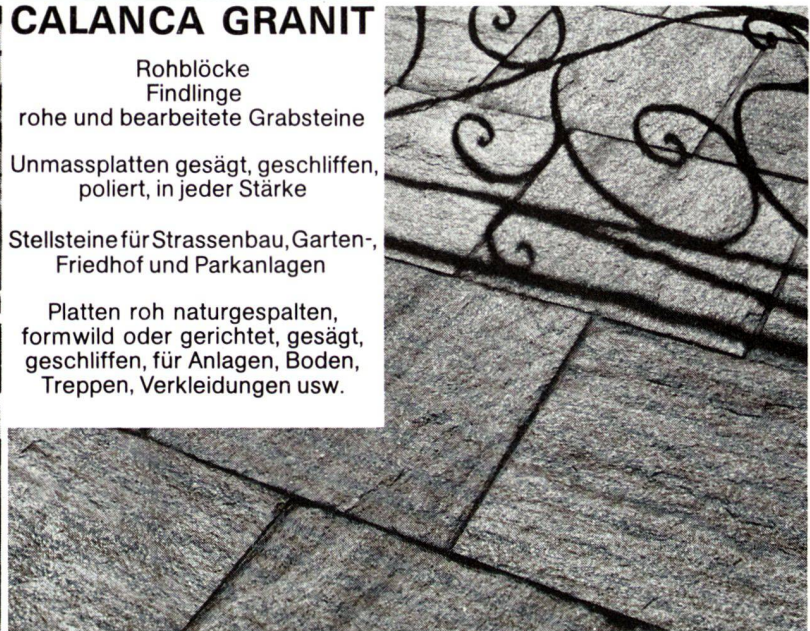 CALANCA GRANIT
Rohblöcke
Findlinge
rohe und bearbeitete Grabsteine
Unmassplatten gesägt, geschliffen,
poliert, in jeder Stärke
Stellsteine für Strassenbau, Garten-,
Friedhof und Parkanlagen
Platten roh naturgespalten,
formwild oder gerichtet, gesägt,
geschliffen, für Anlagen, Boden,
Treppen, Verkleidungen usw.